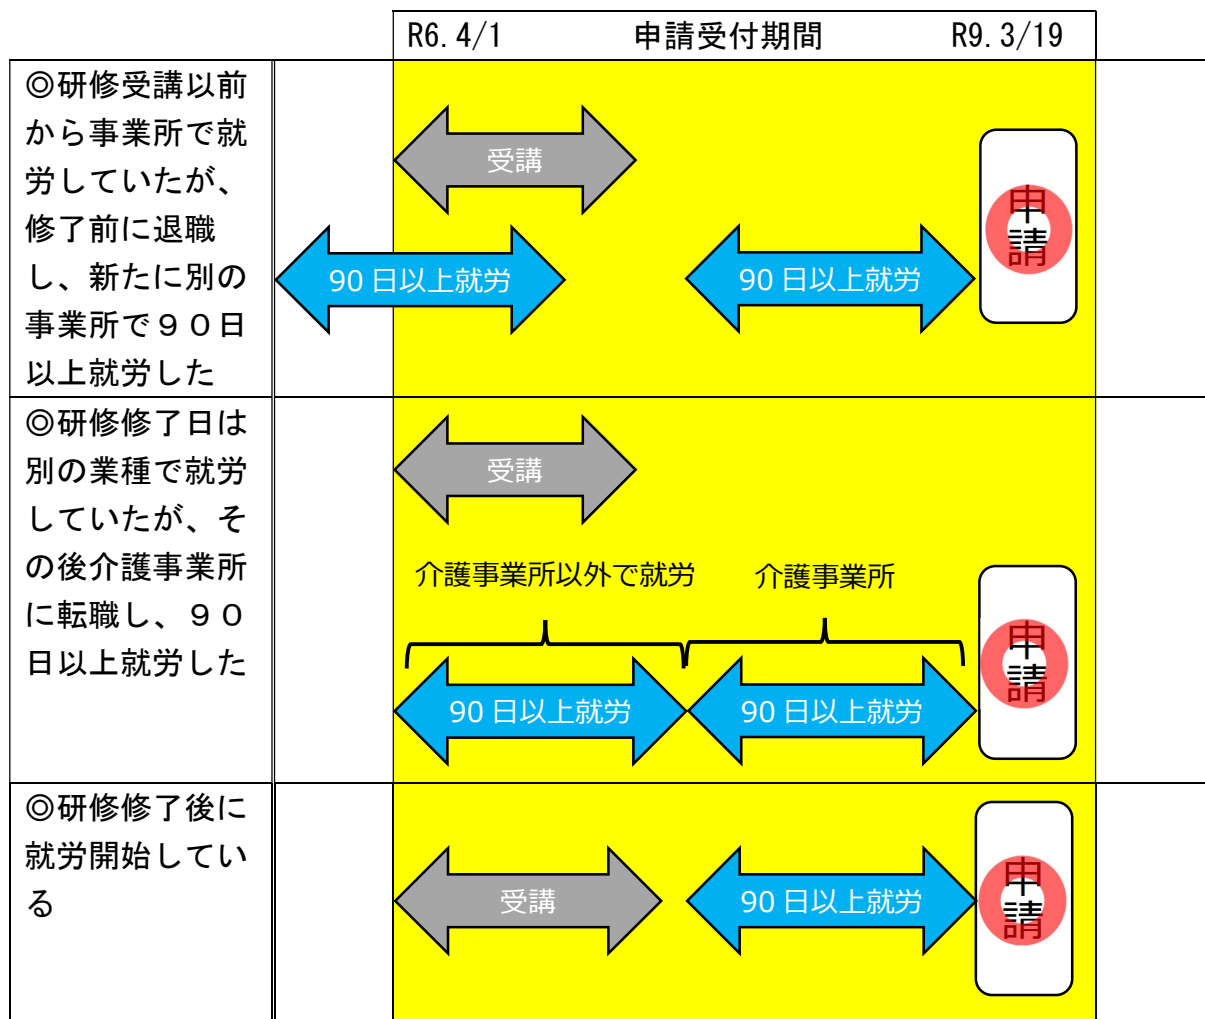 R6.4/1 申請受付期間 R9.3/19
◎研修受講以前
から事業所で就
労していたが、
修了前に退職
し、新たに別の
事業所で９０日
以上就労した
受講
90 日以上就労
90 日以上就労
申
請
◎研修修了日は
別の業種で就労
していたが、そ
の後介護事業所
に転職し、９０
日以上就労した
受講
介護事業所以外で就労
介護事業所
90 日以上就労
90 日以上就労
申
請
◎研修修了後に
就労開始してい
る
受講
90 日以上就労
申
請